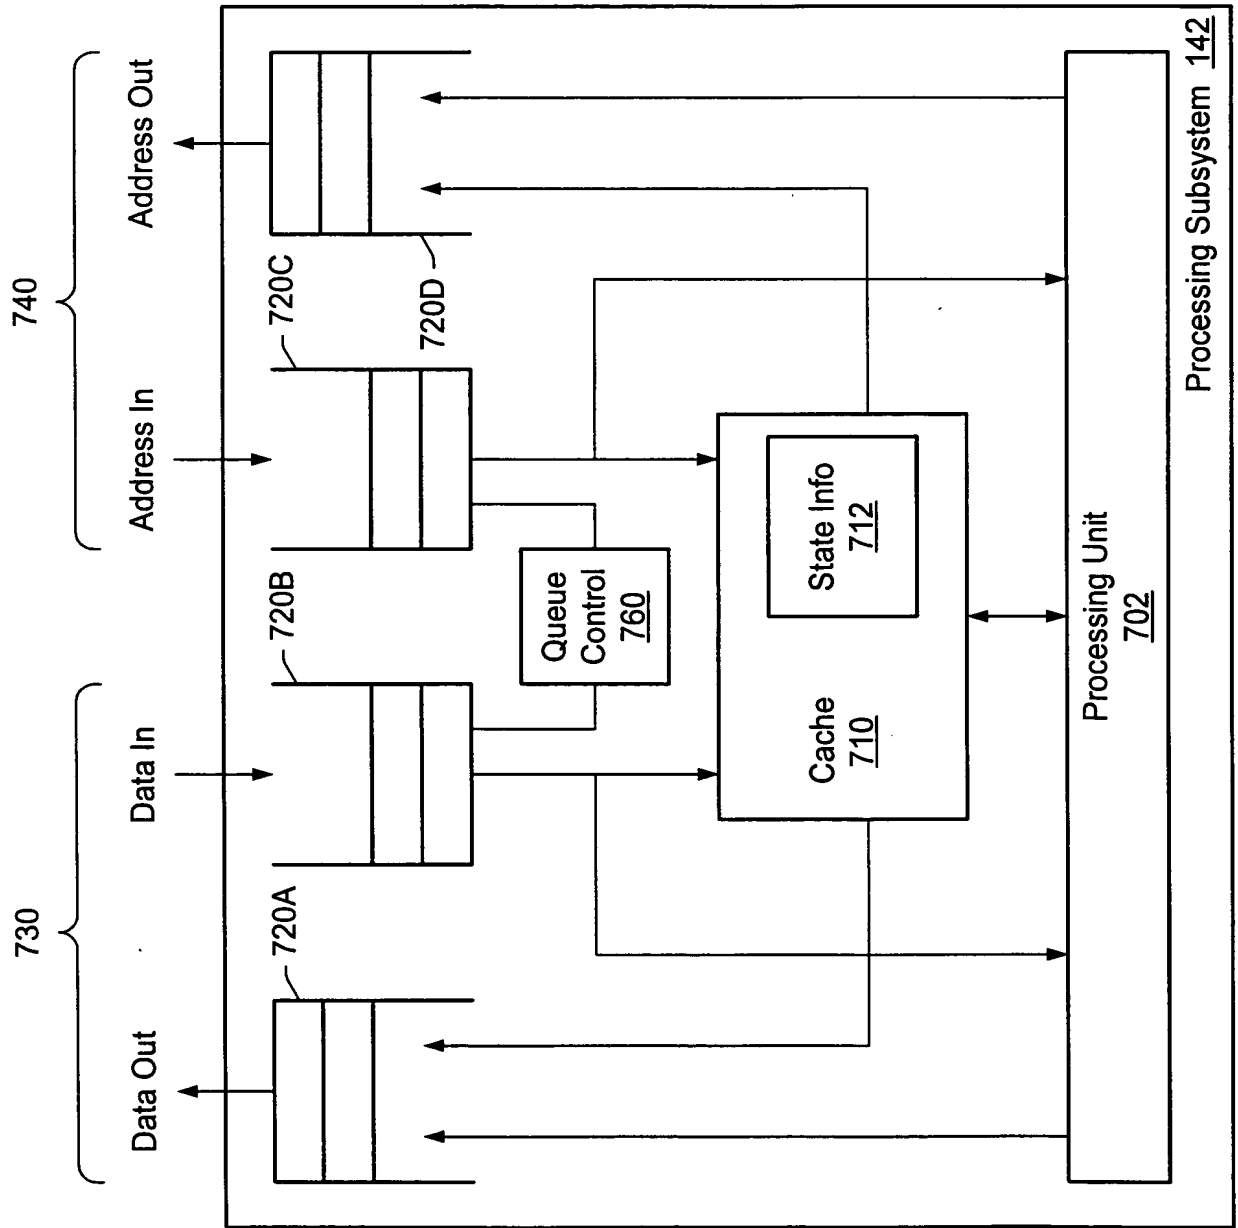 730
740
Data Out
Data In
Address In
Address Out
720A
720B
720C
720D
Queue
Control
760
Cache
710
State Info
712
Processing Unit
702
Processing Subsystem 142